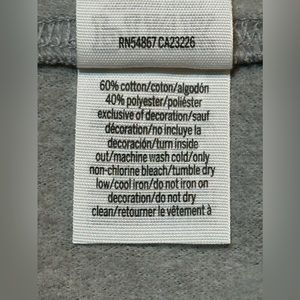 RN54867 CA23226
60% cotton/coton/algodón
40% polyester/poliéster
exclusive of decoration/sauf
décoration/no incluye la
decoración/turn inside
out/machine wash cold/only
non-chlorine bleach/tumble dry
low/cool iron/do not iron on
decoration/do not dry
clean/retourner le vêtement à